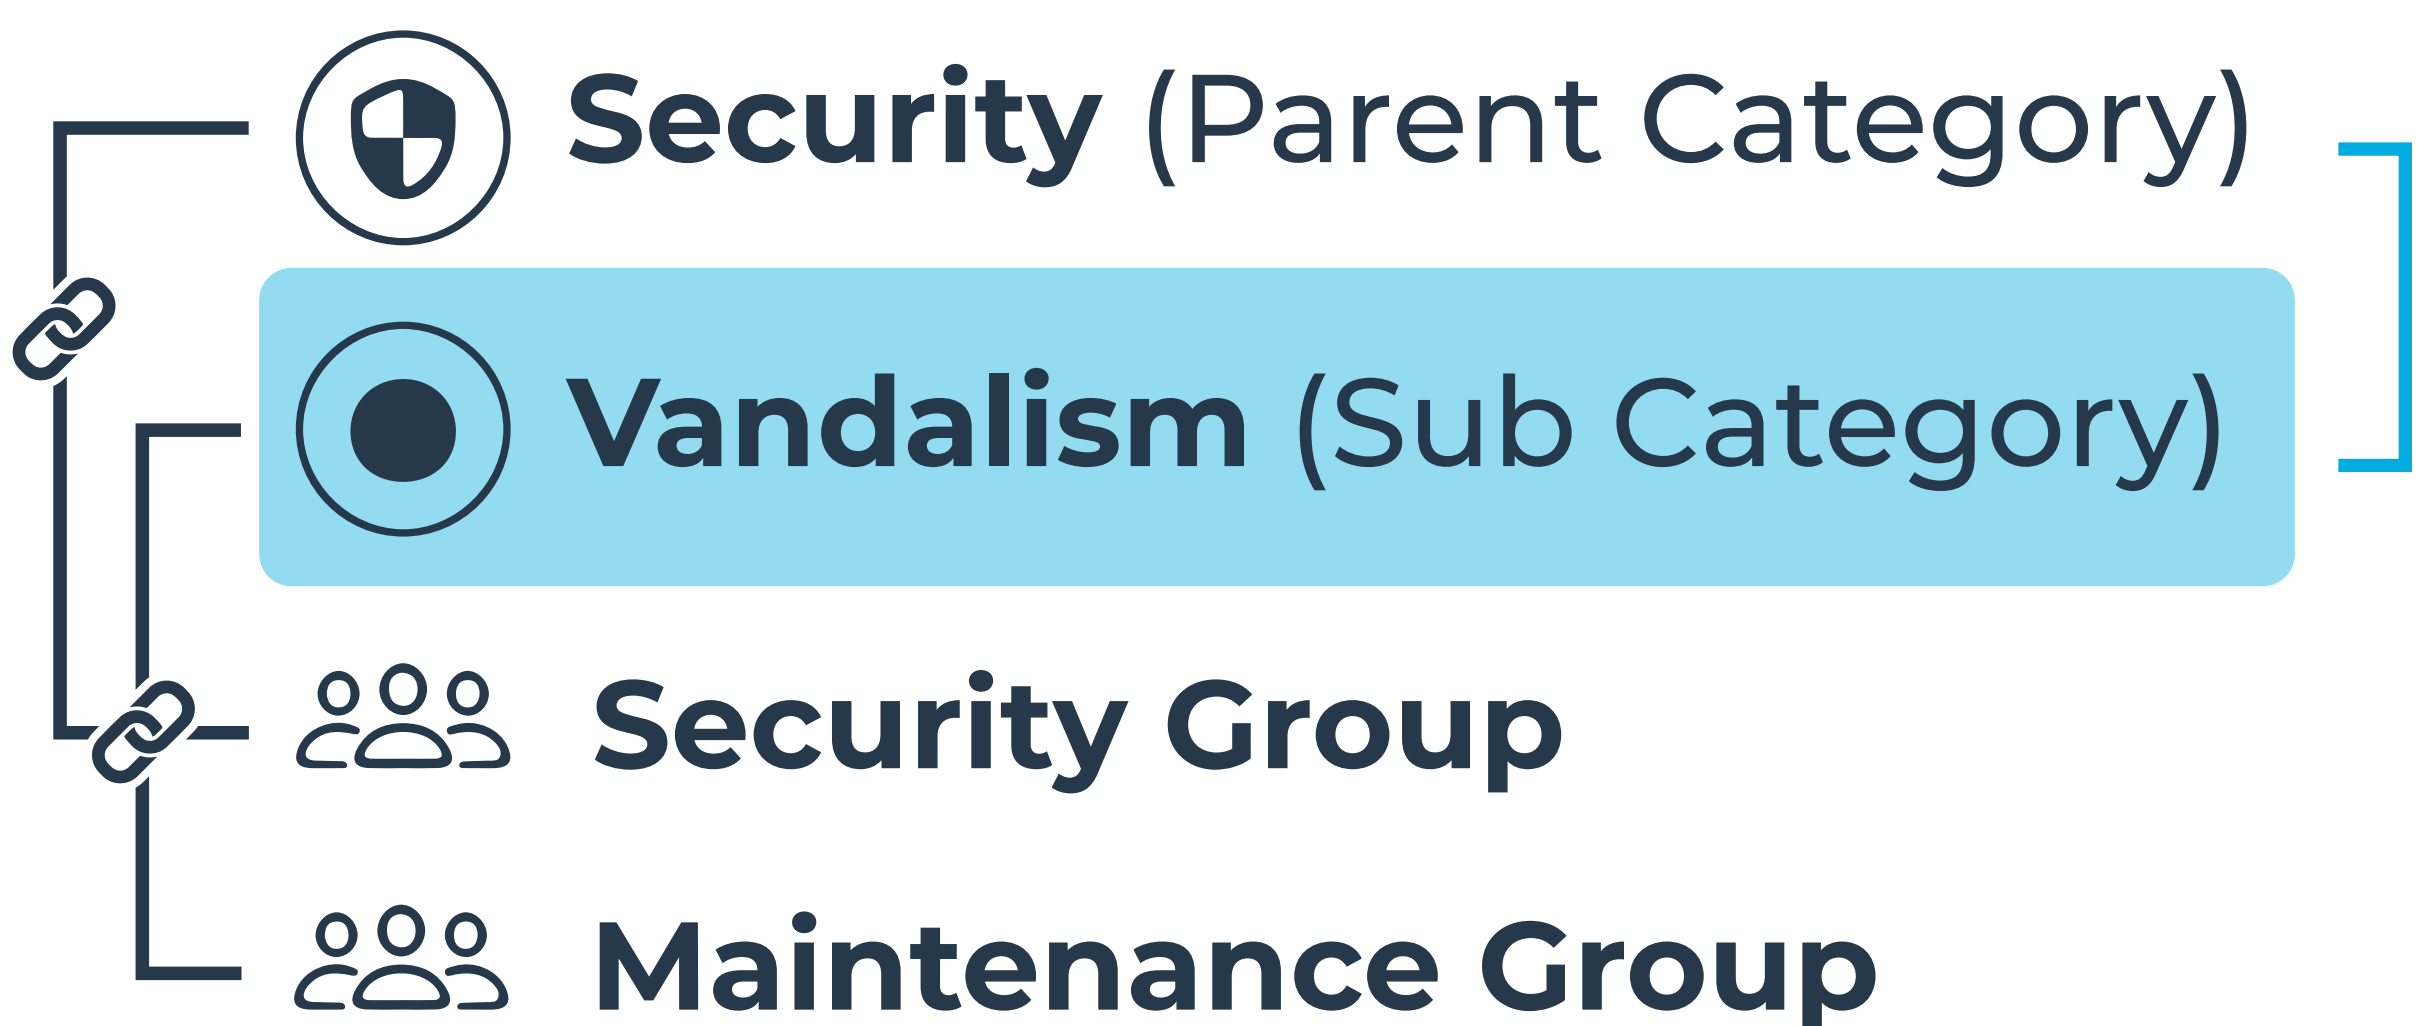 Security (Parent Category)
Vandalism (Sub Category)
Security Group
Maintenance Group